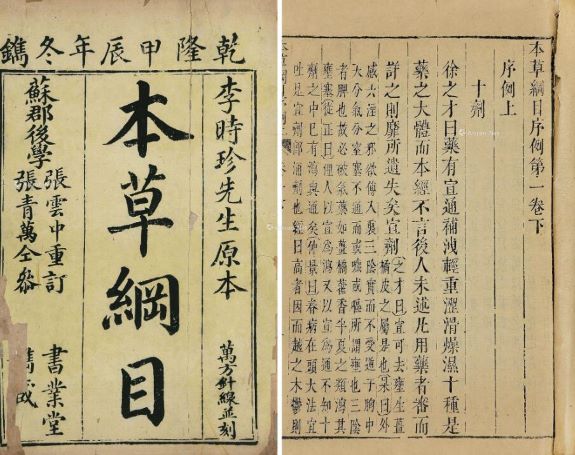 乾隆甲辰年冬鐫
李時珍先生原本
萬方針線並刻
本草綱目
蘇郡後學
張雲中重訂
張青萬仝參
書業堂
本草綱目序例第一卷下
序例上
十劑
徐之才曰藥有宣通補洩輕重澀滑燥濕十種是
藥之大體而本經不言後人未述凡用藥者審而
詳之則靡所遺失矣宣劑
之才曰宜可去壅生薑
橘皮之屬是也杲曰外
感六淫之邪欲傳入裏三陰實而不受逆于胸中
天分氣分窒塞不通而或噦或嘔所謂壅也三陰
者脾也故必破氣藥如薑橘藿香半夏之類瀉其
壅塞從正曰俚人以宣為瀉又以宣為通不知十
劑之中已有瀉與通矣仲景曰春病在頭大法宜
吐是宣劑即涌劑也經曰高者因而越之木鬱則